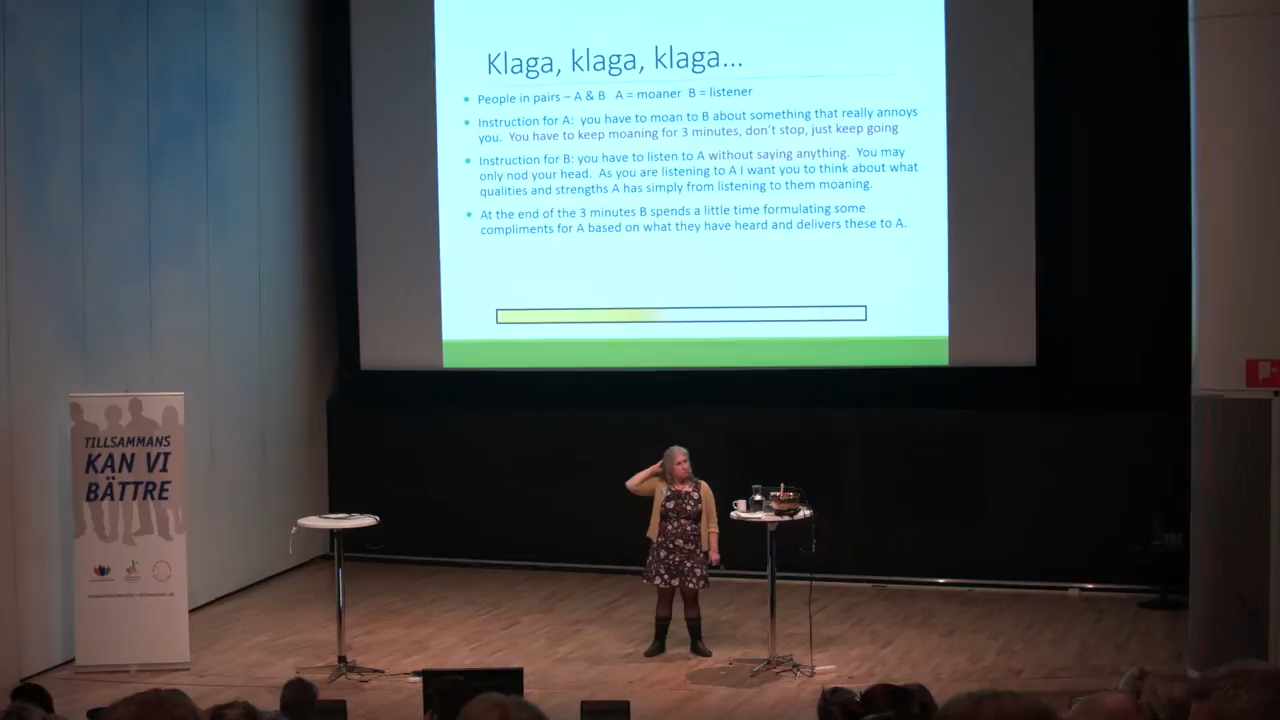 Klaga, klaga, klaga...
People in pairs – A & B A = moaner B = listener
Instruction for A: you have to moan to B about something that really annoys
you. You have to keep moaning for 3 minutes, don't stop, just keep going
Instruction for B: you have to listen to A without saying anything. You may
only nod your head. As you are listening to A I want you to think about what
qualities and strengths A has simply from listening to them moaning.
At the end of the 3 minutes B spends a little time formulating some
compliments for A based on what they have heard and delivers these to A.
TILLSAMMANS
KAN VI
BÄTTRE